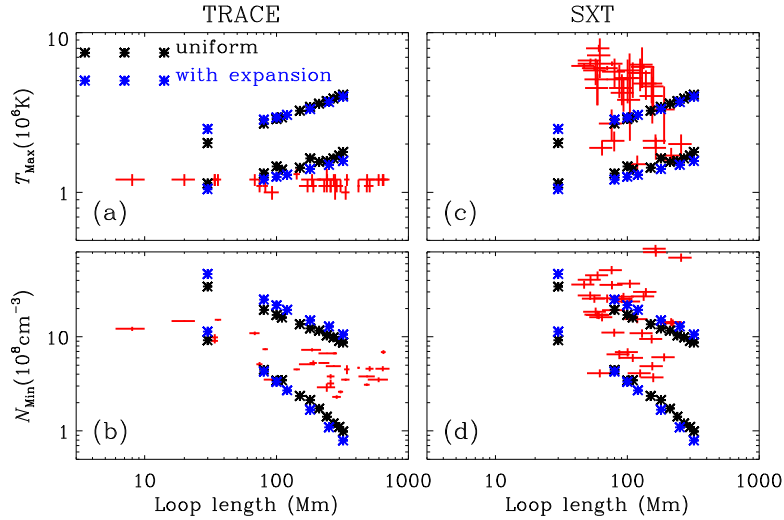 TRACE SXT
10
uniform
with expansion
T_Max(10^6K)
1
(a) (c)
N_Min(10^8cm^-3)
10
1
(b) (d)
10 100 1000 10 100 1000
Loop length (Mm) Loop length (Mm)